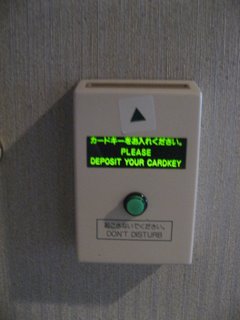 カードキーをお入れください。
PLEASE
DEPOSIT YOUR CARDKEY
起こさないでください。
DON'T DISTURB